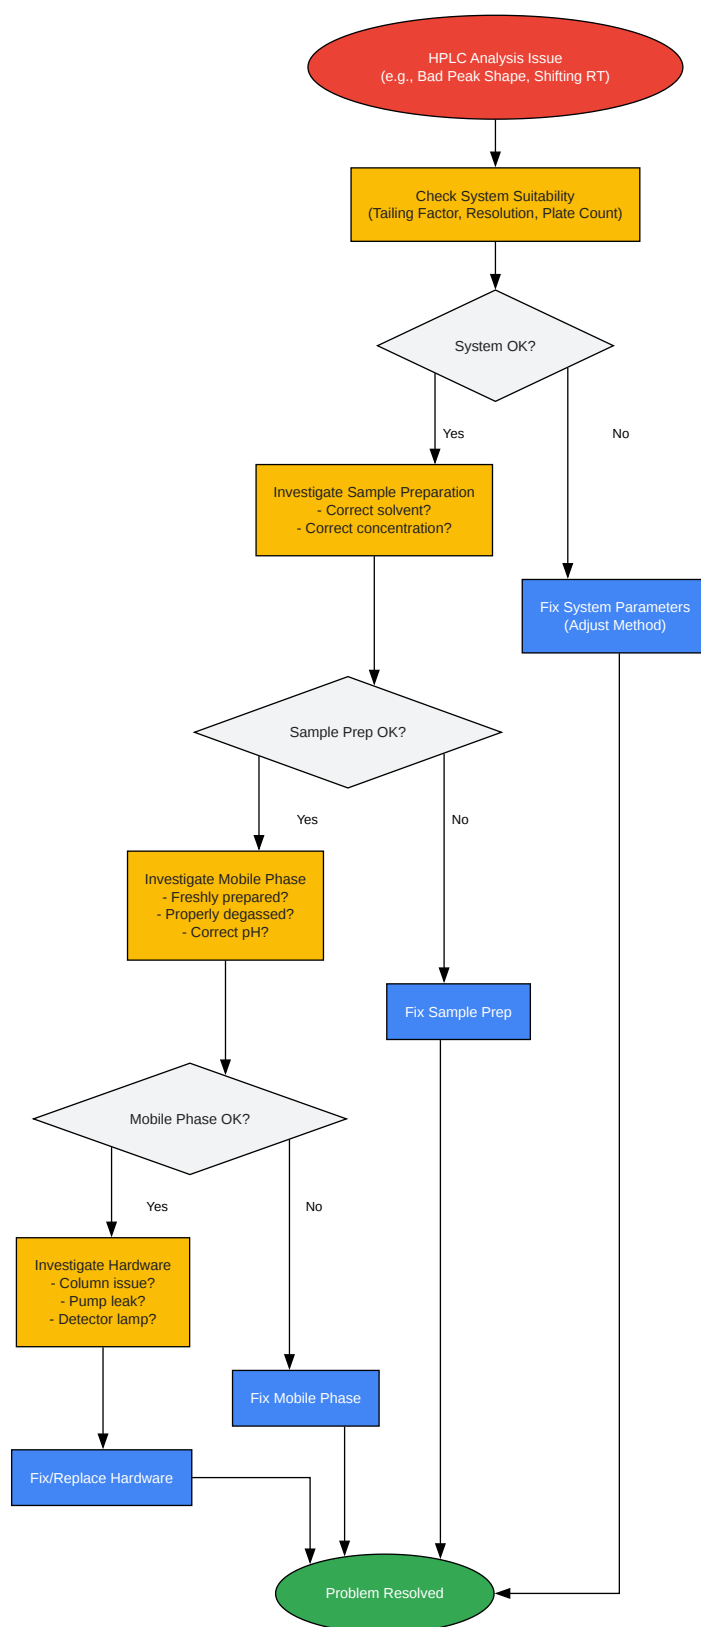 HPLC Analysis Issue
(e.g., Bad Peak Shape, Shifting RT)
Check System Suitability
(Tailing Factor, Resolution, Plate Count)
System OK?
Yes
No
Investigate Sample Preparation
- Correct solvent?
- Correct concentration?
Fix System Parameters
(Adjust Method)
Sample Prep OK?
Yes
No
Investigate Mobile Phase
- Freshly prepared?
- Properly degassed?
- Correct pH?
Fix Sample Prep
Mobile Phase OK?
Yes
No
Investigate Hardware
- Column issue?
- Pump leak?
- Detector lamp?
Fix Mobile Phase
Fix/Replace Hardware
Problem Resolved